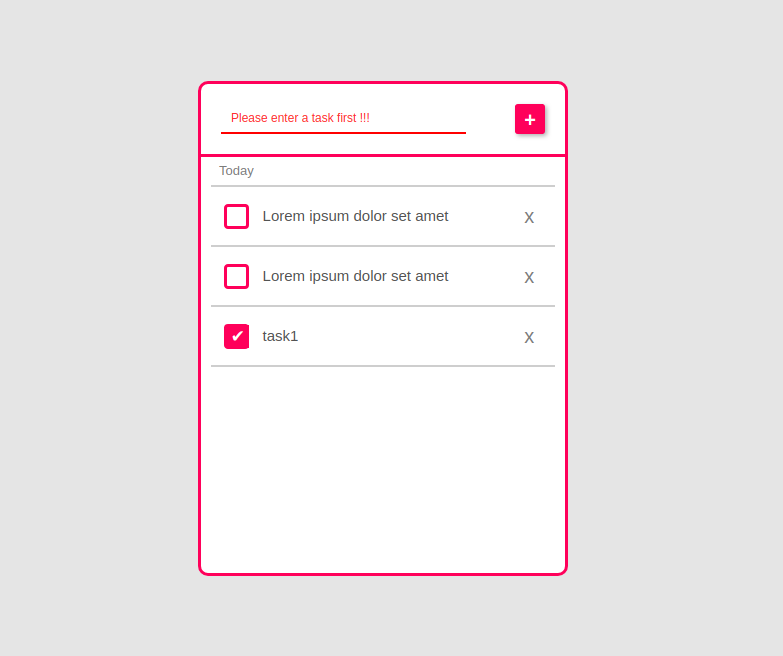 Please enter a task first !!!
+
Today
Lorem ipsum dolor set amet x
Lorem ipsum dolor set amet x
✔ task1 x